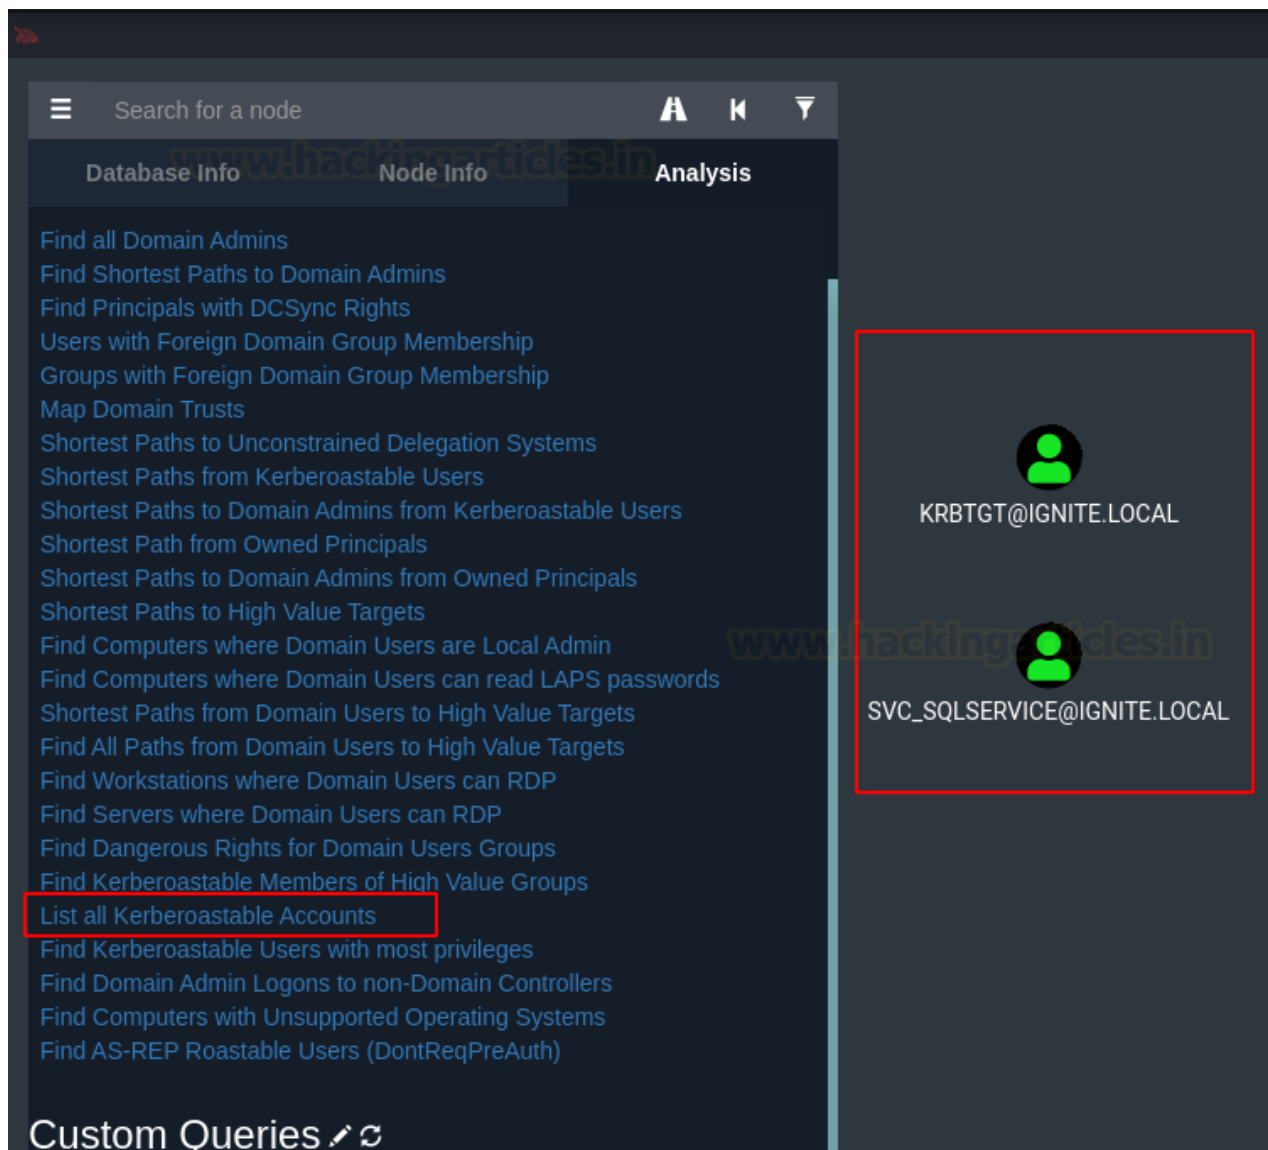 Search for a node
www.hackingarticles.in
Database Info
Node Info
Analysis
Find all Domain Admins
Find Shortest Paths to Domain Admins
Find Principals with DCSync Rights
Users with Foreign Domain Group Membership
Groups with Foreign Domain Group Membership
Map Domain Trusts
Shortest Paths to Unconstrained Delegation Systems
Shortest Paths from Kerberoastable Users
Shortest Paths to Domain Admins from Kerberoastable Users
Shortest Path from Owned Principals
Shortest Paths to Domain Admins from Owned Principals
Shortest Paths to High Value Targets
Find Computers where Domain Users are Local Admin
Find Computers where Domain Users can read LAPS passwords
Shortest Paths from Domain Users to High Value Targets
Find All Paths from Domain Users to High Value Targets
Find Workstations where Domain Users can RDP
Find Servers where Domain Users can RDP
Find Dangerous Rights for Domain Users Groups
Find Kerberoastable Members of High Value Groups
List all Kerberoastable Accounts
Find Kerberoastable Users with most privileges
Find Domain Admin Logons to non-Domain Controllers
Find Computers with Unsupported Operating Systems
Find AS-REP Roastable Users (DontReqPreAuth)
Custom Queries
KRBTGT@IGNITE.LOCAL
www.hackingarticles.in
SVC_SQLSERVICE@IGNITE.LOCAL